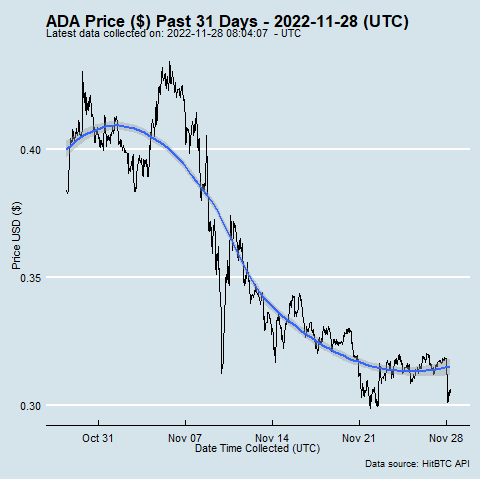 ADA Price ($) Past 31 Days - 2022-11-28 (UTC)
Latest data collected on: 2022-11-28 08:04:07  - UTC
0.40
0.35
0.30
Price USD ($)
Oct 31 Nov 07 Nov 14 Nov 21 Nov 28
Date Time Collected (UTC)
Data source: HitBTC API